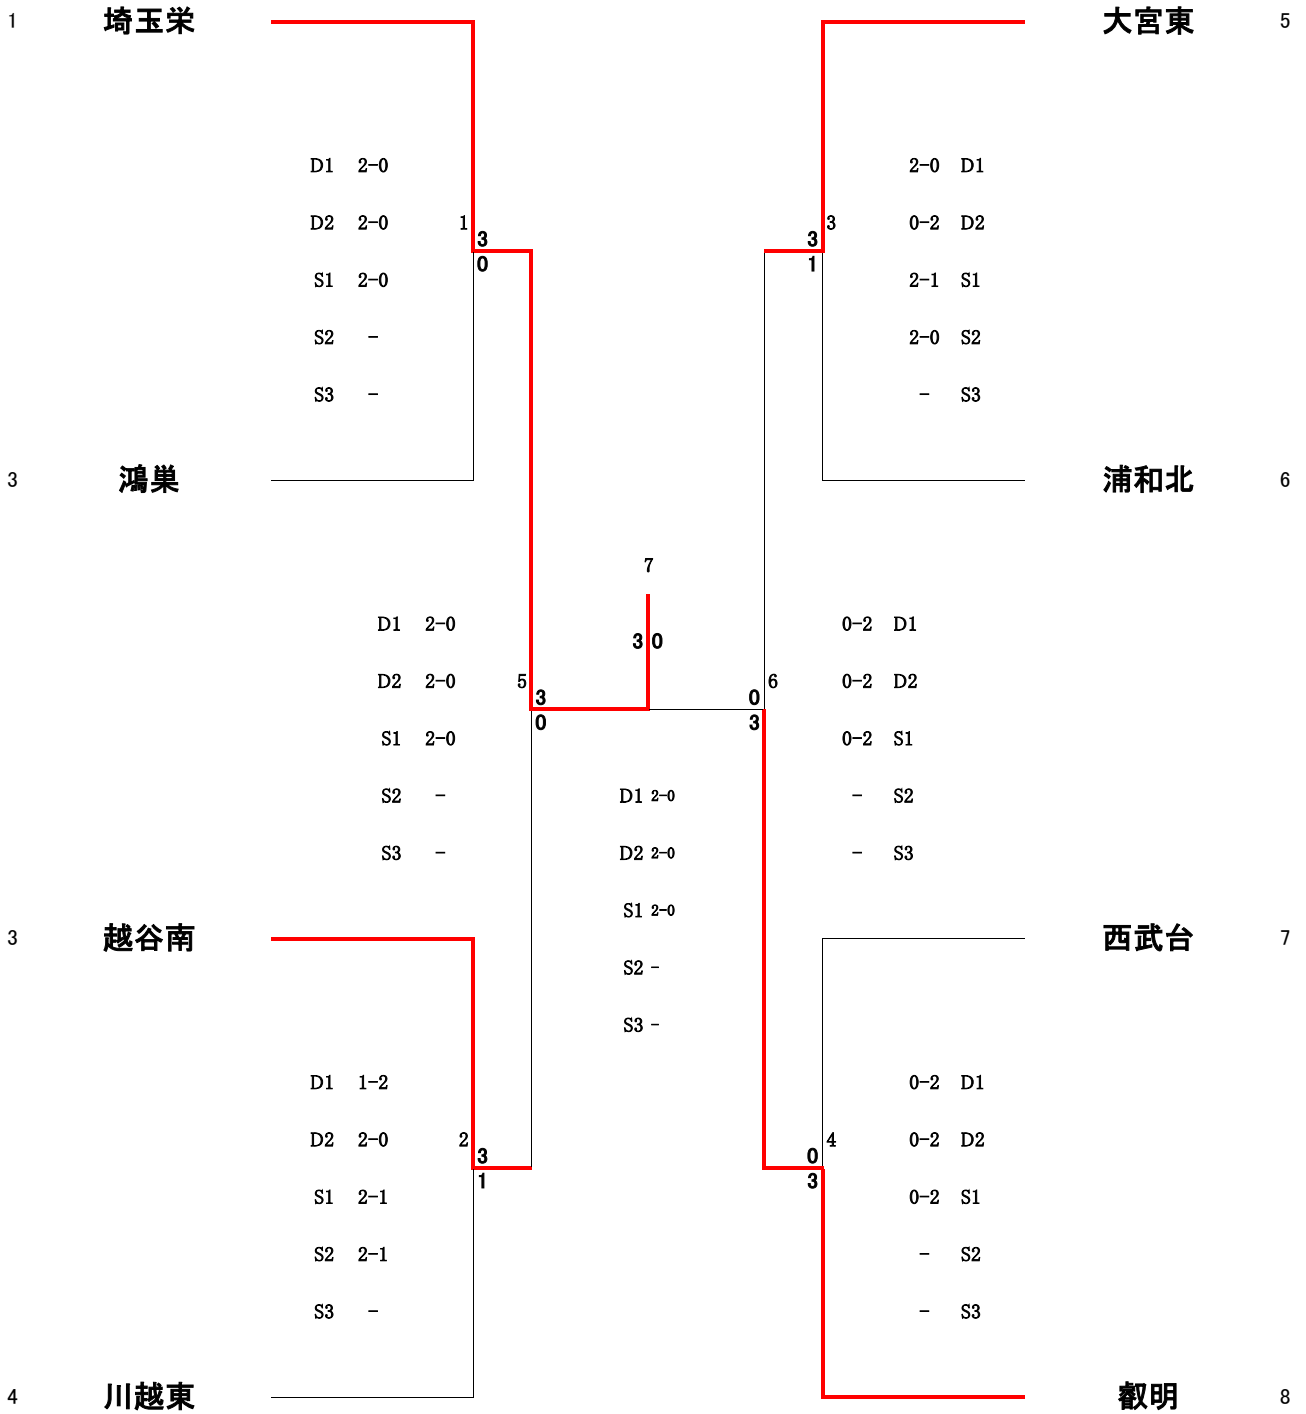 1 埼玉栄 大宮東 5
D1 2-0 2-0 D1
D2 2-0 1 3 0-2 D2
3 3
0 1
S1 2-0 2-1 S1
S2 - 2-0 S2
S3 - - S3
3 鴻巣 浦和北 6
7
D1 2-0 0-2 D1
3 0
D2 2-0 5 6 0-2 D2
3 0
0 3
S1 2-0 0-2 S1
S2 - D1 2-0 - S2
S3 - D2 2-0 - S3
S1 2-0
3 越谷南 西武台 7
S2 -
S3 -
D1 1-2 0-2 D1
D2 2-0 2 4 0-2 D2
3 0
1 3
S1 2-1 0-2 S1
S2 2-1 - S2
S3 - - S3
4 川越東 叡明 8